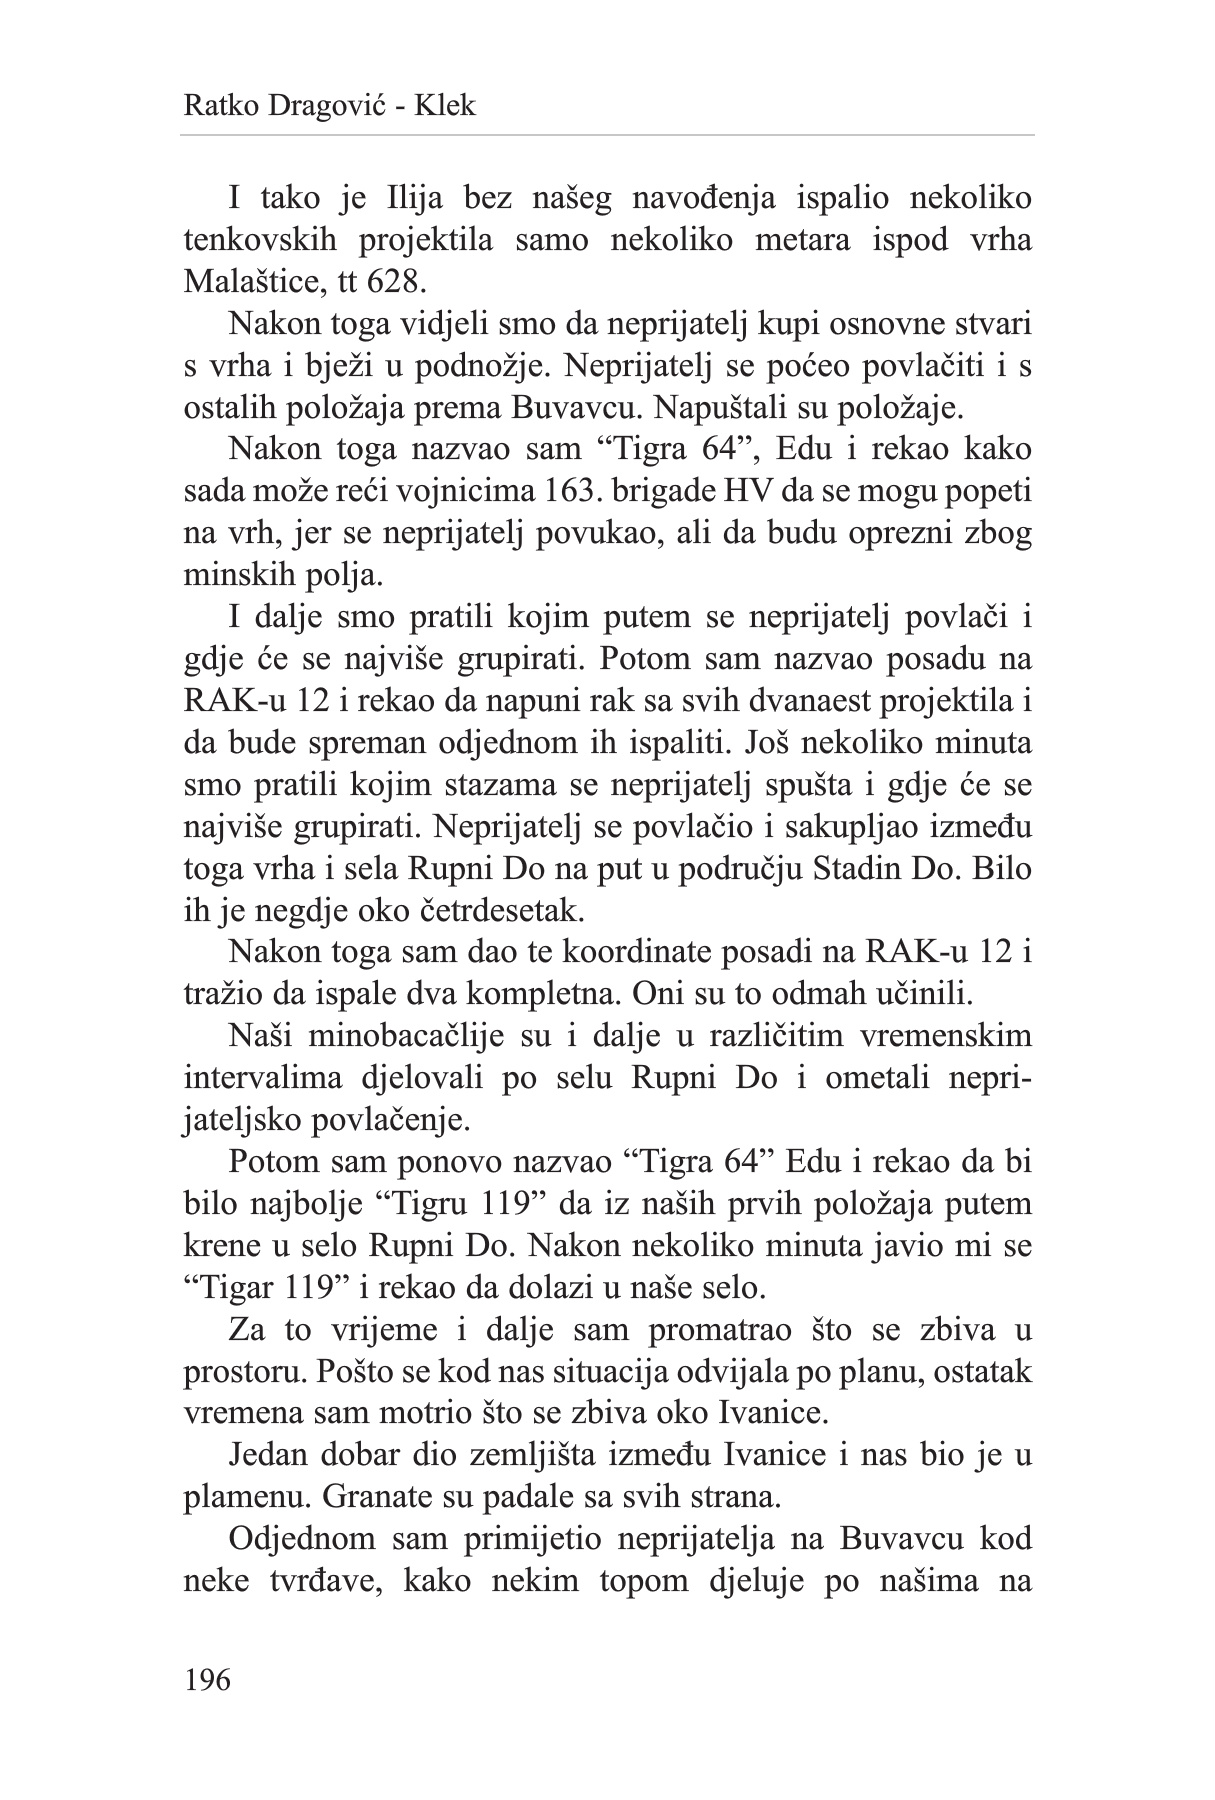 Ratko Dragović - Klek
I tako je Ilija bez našeg navođenja ispalio nekoliko
tenkovskih projektila samo nekoliko metara ispod vrha
Malaštice, tt 628.
Nakon toga vidjeli smo da neprijatelj kupi osnovne stvari
s vrha i bježi u podnožje. Neprijatelj se poćeo povlačiti i s
ostalih položaja prema Buvavcu. Napuštali su položaje.
Nakon toga nazvao sam “Tigra 64”, Edu i rekao kako
sada može reći vojnicima 163. brigade HV da se mogu popeti
na vrh, jer se neprijatelj povukao, ali da budu oprezni zbog
minskih polja.
I dalje smo pratili kojim putem se neprijatelj povlači i
gdje će se najviše grupirati. Potom sam nazvao posadu na
RAK-u 12 i rekao da napuni rak sa svih dvanaest projektila i
da bude spreman odjednom ih ispaliti. Još nekoliko minuta
smo pratili kojim stazama se neprijatelj spušta i gdje će se
najviše grupirati. Neprijatelj se povlačio i sakupljao između
toga vrha i sela Rupni Do na put u području Stadin Do. Bilo
ih je negdje oko četrdesetak.
Nakon toga sam dao te koordinate posadi na RAK-u 12 i
tražio da ispale dva kompletna. Oni su to odmah učinili.
Naši minobacačlije su i dalje u različitim vremenskim
intervalima djelovali po selu Rupni Do i ometali nepri-
jateljsko povlačenje.
Potom sam ponovo nazvao “Tigra 64” Edu i rekao da bi
bilo najbolje “Tigru 119” da iz naših prvih položaja putem
krene u selo Rupni Do. Nakon nekoliko minuta javio mi se
“Tigar 119” i rekao da dolazi u naše selo.
Za to vrijeme i dalje sam promatrao što se zbiva u
prostoru. Pošto se kod nas situacija odvijala po planu, ostatak
vremena sam motrio što se zbiva oko Ivanice.
Jedan dobar dio zemljišta između Ivanice i nas bio je u
plamenu. Granate su padale sa svih strana.
Odjednom sam primijetio neprijatelja na Buvavcu kod
neke tvrđave, kako nekim topom djeluje po našima na
196